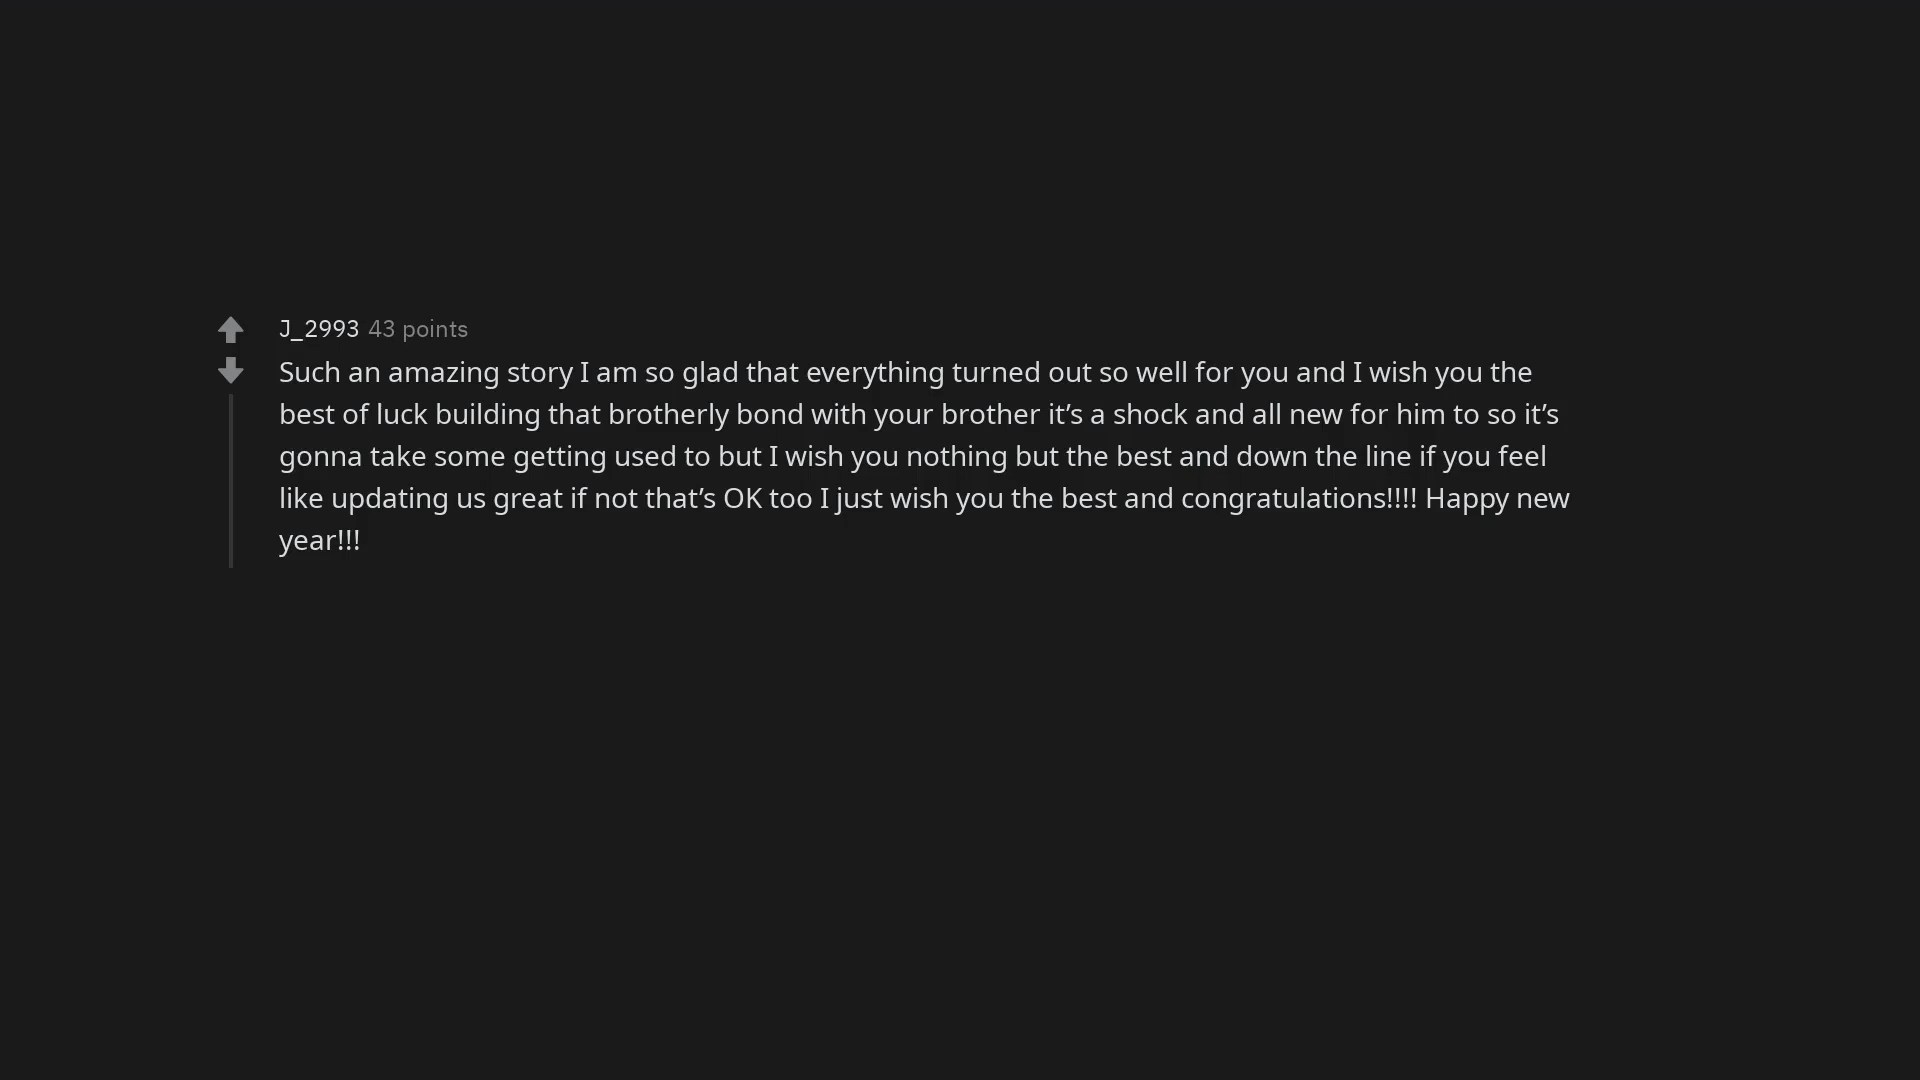 J_2993 43 points
Such an amazing story I am so glad that everything turned out so well for you and I wish you the
best of luck building that brotherly bond with your brother it’s a shock and all new for him to so it’s
gonna take some getting used to but I wish you nothing but the best and down the line if you feel
like updating us great if not that’s OK too I just wish you the best and congratulations!!!! Happy new
year!!!